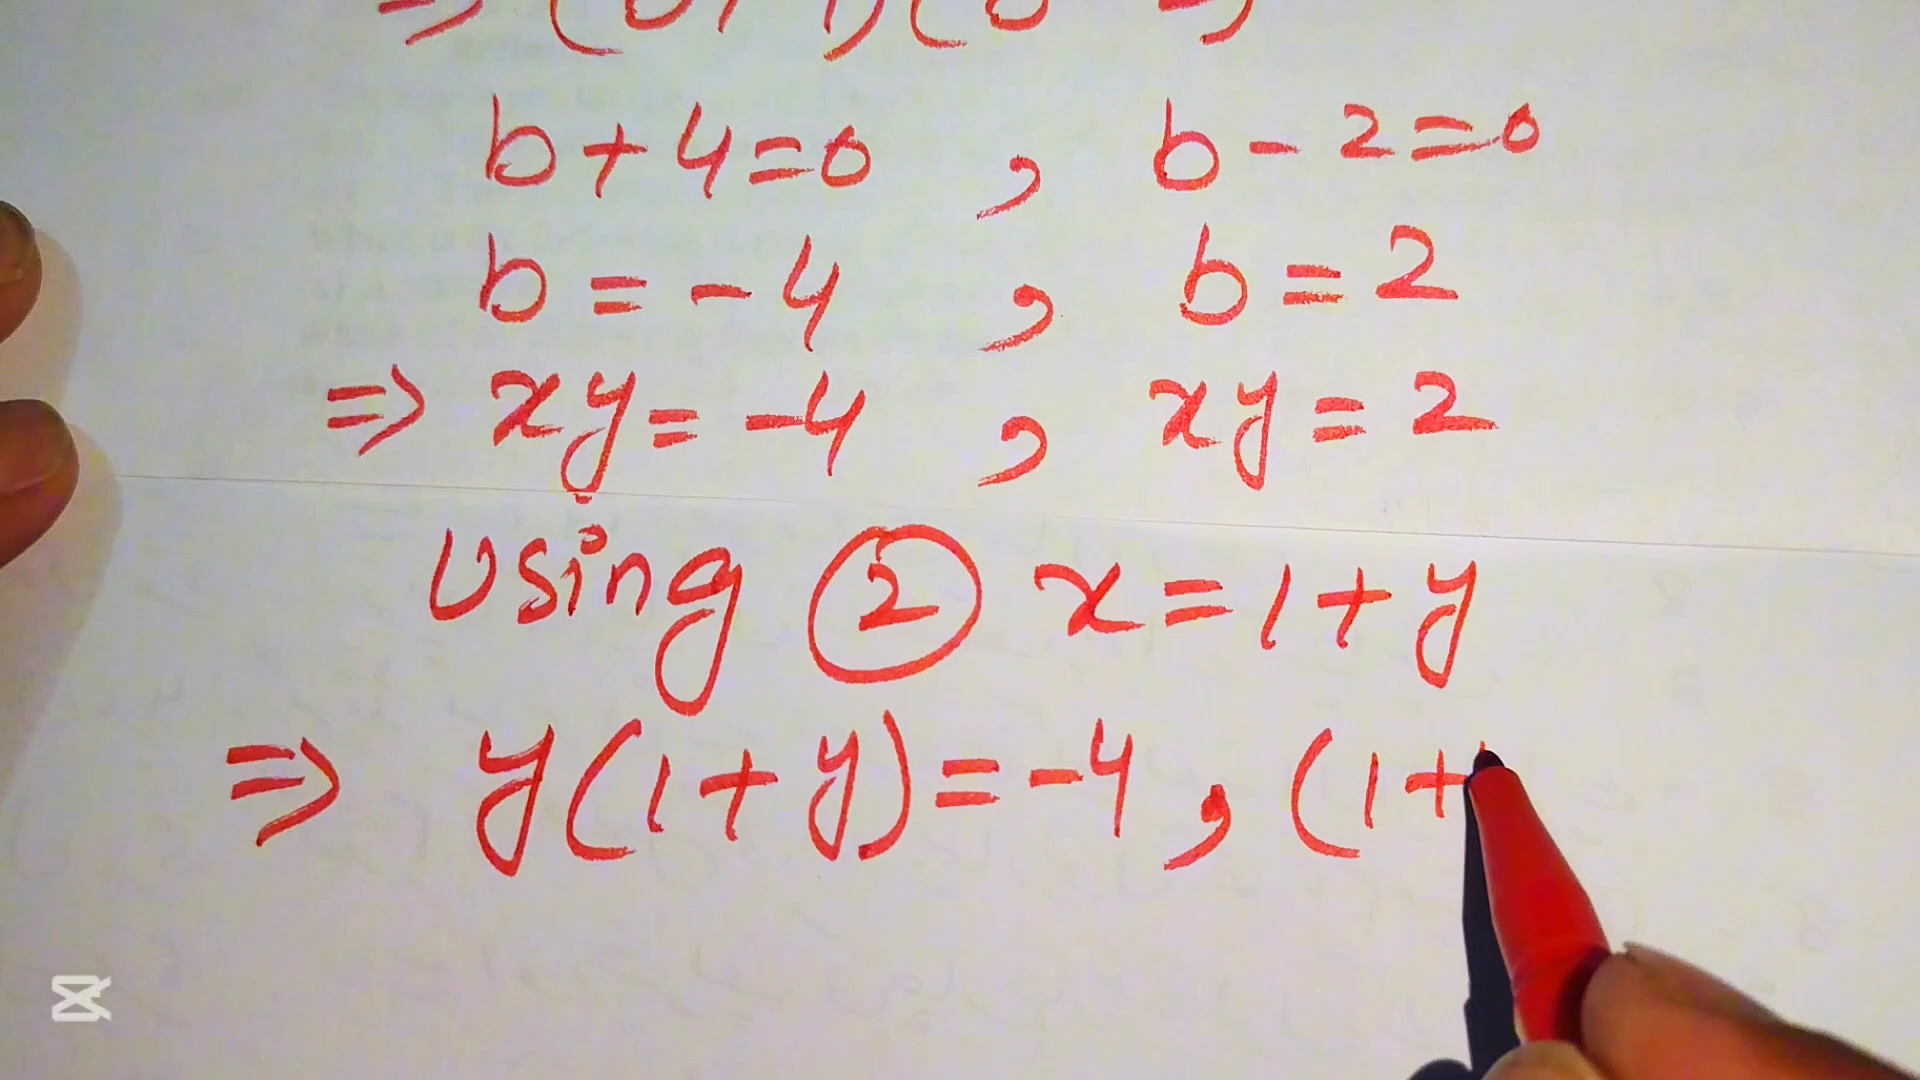 b+4=0 , b-2=0
b=-4 , b=2
⇒ xy=-4 , xy=2
Using ② x=1+y
⇒ y(1+y)=-4, (1+